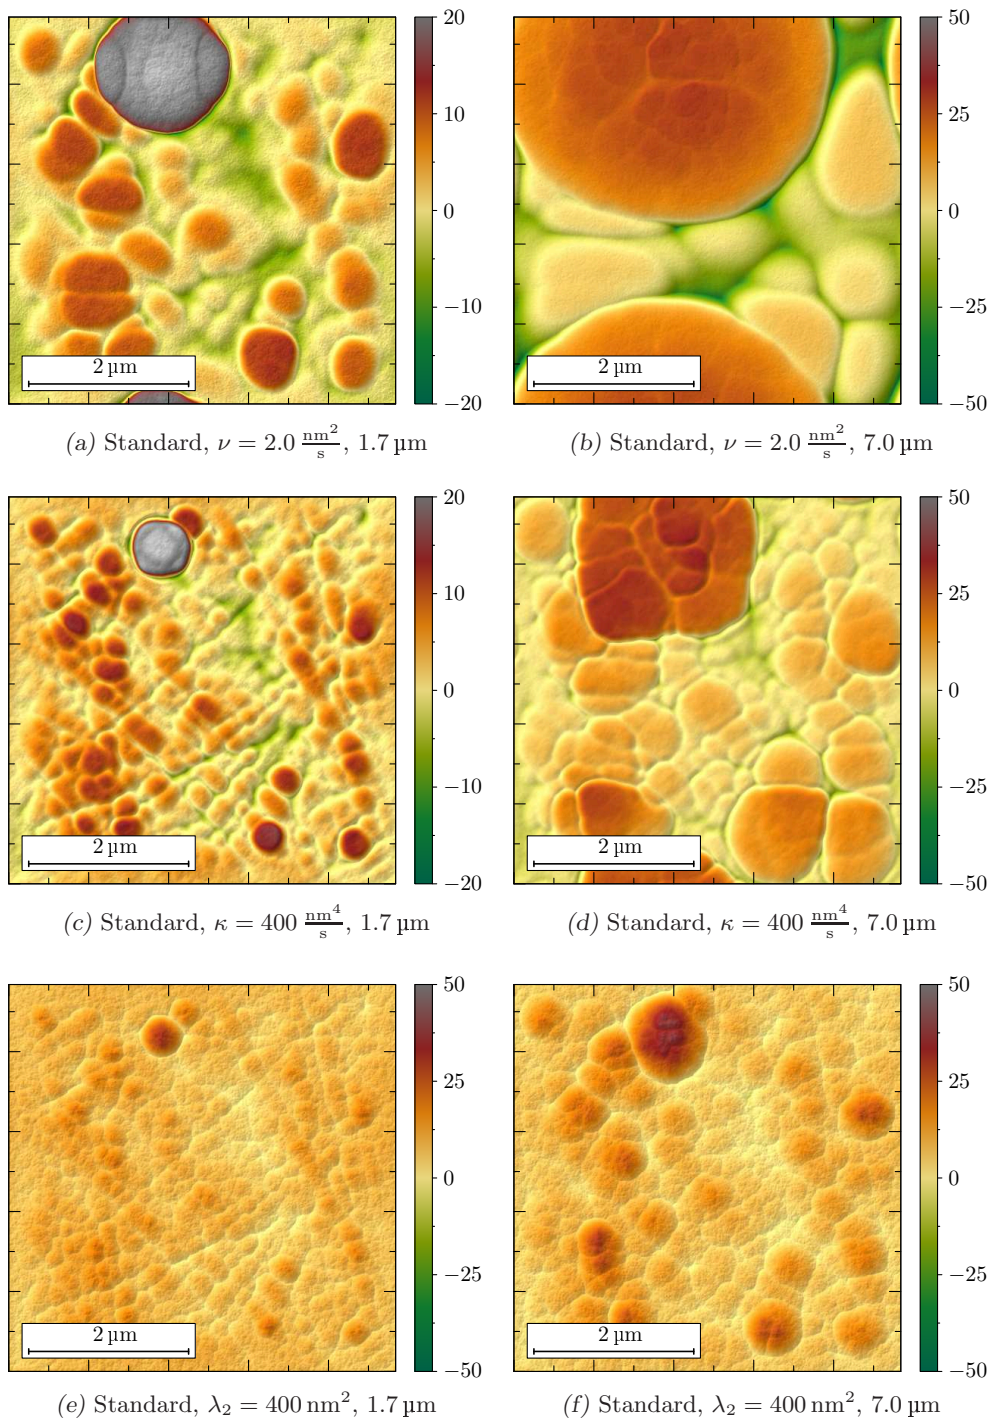 20
10
0
−10
−20
2 µm
50
25
0
−25
−50
2 µm
(a) Standard, ν = 2.0 nm²/s, 1.7 µm
(b) Standard, ν = 2.0 nm²/s, 7.0 µm
20
10
0
−10
−20
2 µm
50
25
0
−25
−50
2 µm
(c) Standard, κ = 400 nm⁴/s, 1.7 µm
(d) Standard, κ = 400 nm⁴/s, 7.0 µm
50
25
0
−25
−50
2 µm
50
25
0
−25
−50
2 µm
(e) Standard, λ₂ = 400 nm², 1.7 µm
(f) Standard, λ₂ = 400 nm², 7.0 µm